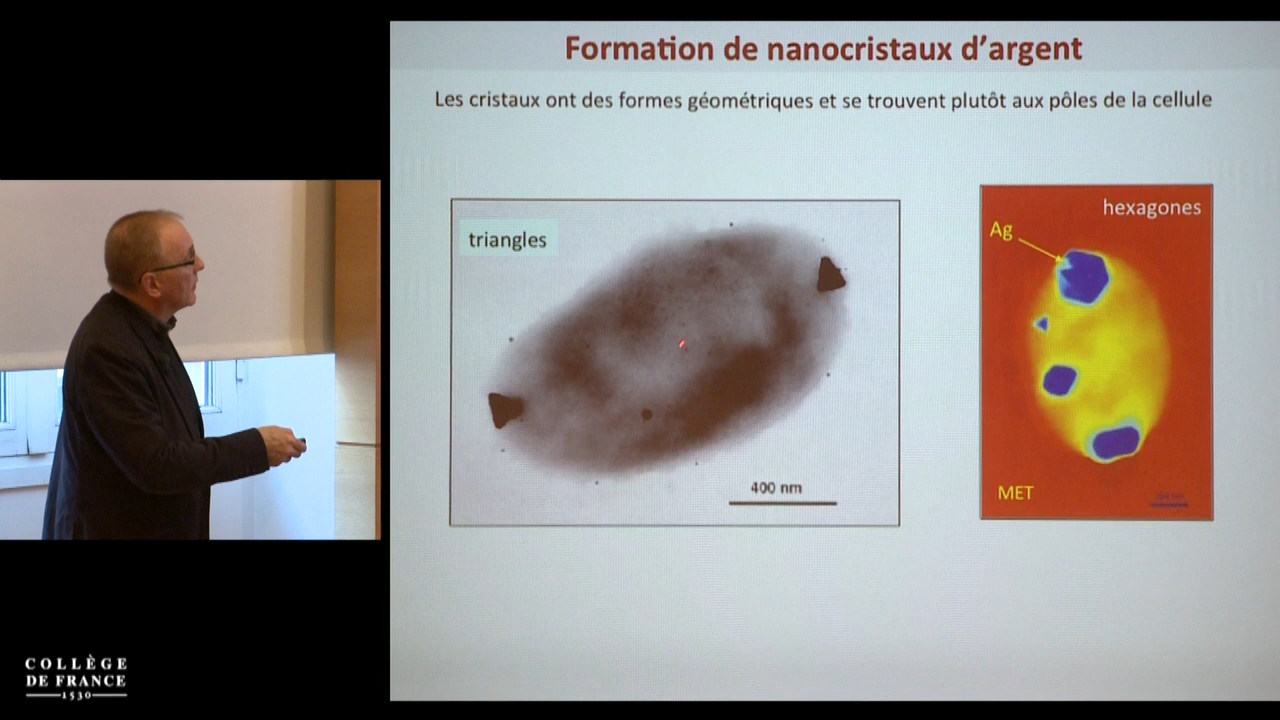 Formation de nanocristaux d’argent
Les cristaux ont des formes géométriques et se trouvent plutôt aux pôles de la cellule
triangles
400 nm
hexagones
Ag
MET
COLLÈGE
DE FRANCE
1530